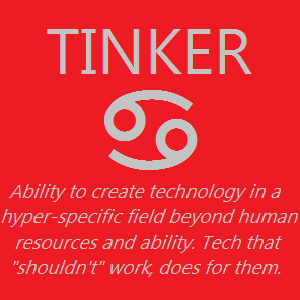 TINKER
Ability to create technology in a
hyper-specific field beyond human
resources and ability. Tech that
"shouldn't" work, does for them.